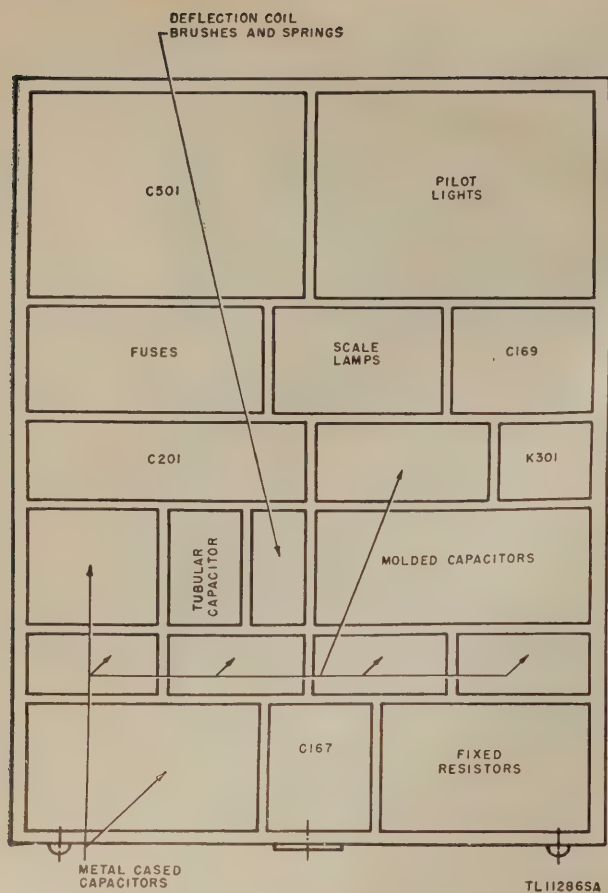 DEFLECTION COIL
BRUSHES AND SPRINGS
C501
PILOT
LIGHTS
FUSES
SCALE
LAMPS
C169
C201
K301
TUBULAR
CAPACITOR
MOLDED CAPACITORS
C167
FIXED
RESISTORS
METAL CASED
CAPACITORS
TL11286SA